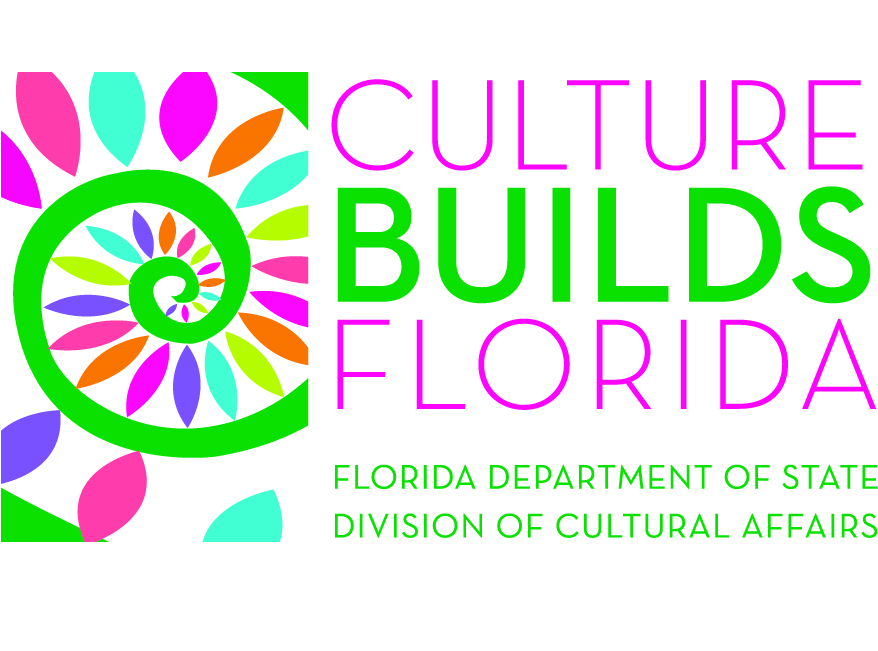 CULTURE
BUILDS
FLORIDA
FLORIDA DEPARTMENT OF STATE
DIVISION OF CULTURAL AFFAIRS